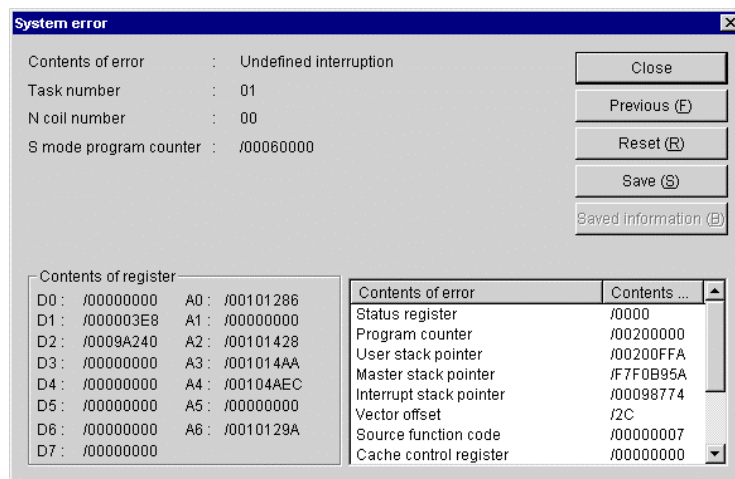 System error
Contents of error : Undefined interruption
Task number : 01
N coil number : 00
S mode program counter : /00060000
Close
Previous (F)
Reset (R)
Save (S)
Saved information (B)
Contents of register
D0 : /00000000 A0 : /00101286
D1 : /000003E8 A1 : /00000000
D2 : /0009A240 A2 : /00101428
D3 : /00000000 A3 : /001014AA
D4 : /00000000 A4 : /00104AEC
D5 : /00000000 A5 : /00000000
D6 : /00000000 A6 : /0010129A
D7 : /00000000
Contents of error Contents ...
Status register /0000
Program counter /00200000
User stack pointer /00200FFA
Master stack pointer /F7F0B95A
Interrupt stack pointer /00098774
Vector offset /2C
Source function code /00000007
Cache control register /00000000